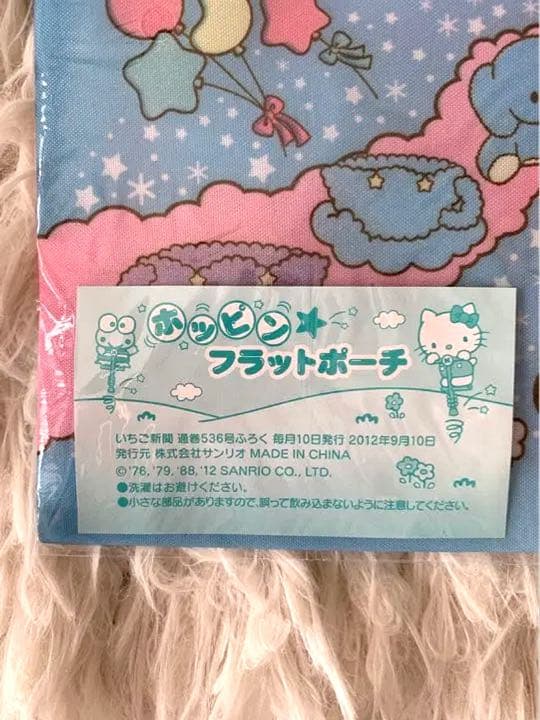 ホッピン★
フラットポーチ
いちご新聞 通巻536号ふろく 毎月10日発行 2012年9月10日
発行元 株式会社サンリオ MADE IN CHINA
©'76, '79, '88, '12 SANRIO CO., LTD.
●洗濯はお避けください。
●小さな部品がありますので、誤って飲み込まないように注意してください。